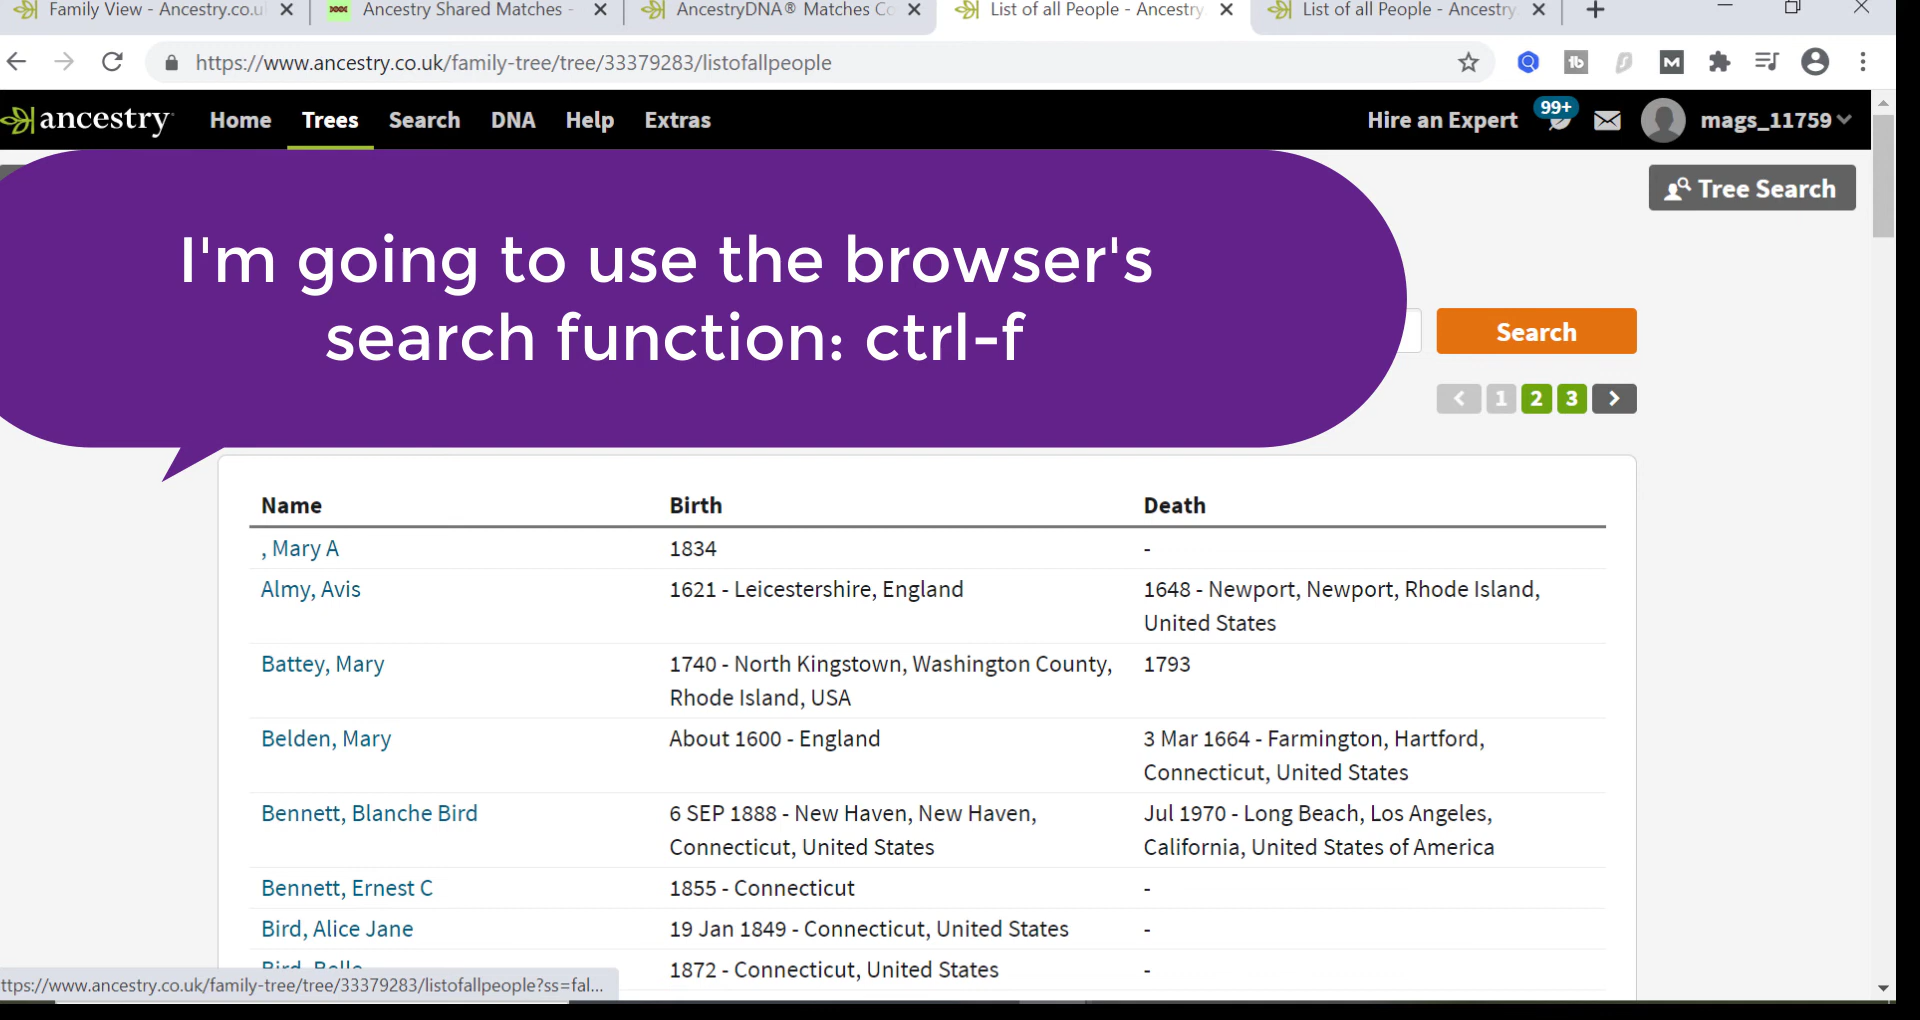 Family View - Ancestry.co.u
Ancestry Shared Matches -
AncestryDNA® Matches Co
List of all People - Ancestry
List of all People - Ancestry
https://www.ancestry.co.uk/family-tree/tree/33379283/listofallpeople
ancestry Home Trees Search DNA Help Extras Hire an Expert 99+ mags_11759
Tree Search
I'm going to use the browser's
search function: ctrl-f
Search
< 1 2 3 >
Name Birth Death
, Mary A 1834 -
Almy, Avis 1621 - Leicestershire, England 1648 - Newport, Newport, Rhode Island,
United States
Battey, Mary 1740 - North Kingstown, Washington County, 1793
Rhode Island, USA
Belden, Mary About 1600 - England 3 Mar 1664 - Farmington, Hartford,
Connecticut, United States
Bennett, Blanche Bird 6 SEP 1888 - New Haven, New Haven, Jul 1970 - Long Beach, Los Angeles,
Connecticut, United States California, United States of America
Bennett, Ernest C 1855 - Connecticut -
Bird, Alice Jane 19 Jan 1849 - Connecticut, United States -
Bird, Belle 1872 - Connecticut, United States -
ttps://www.ancestry.co.uk/family-tree/tree/33379283/listofallpeople?ss=fal...